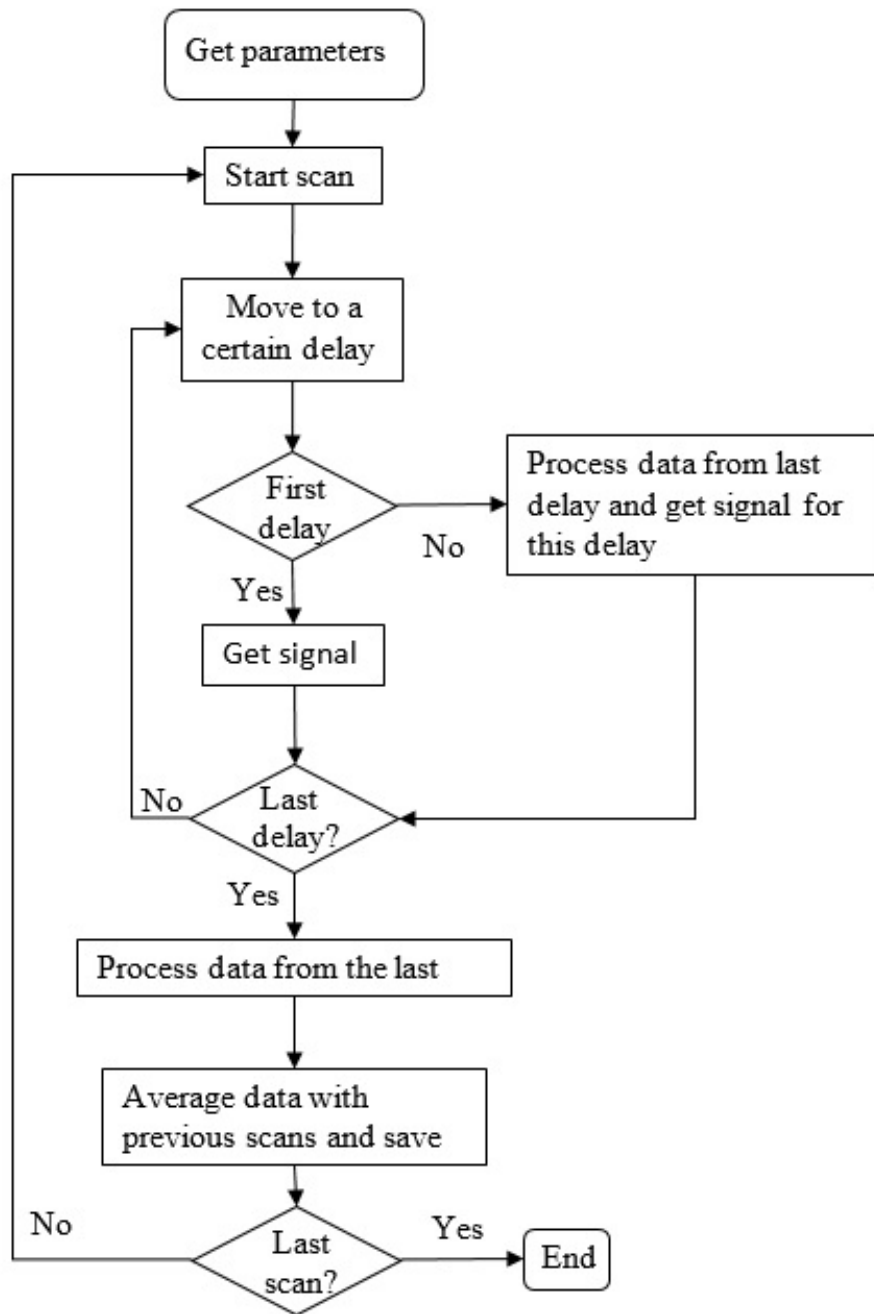 Get parameters
Start scan
Move to a
certain delay
First
delay
No
Process data from last
delay and get signal for
this delay
Yes
Get signal
No
Last
delay?
Yes
Process data from the last
Average data with
previous scans and save
No
Last
scan?
Yes
End